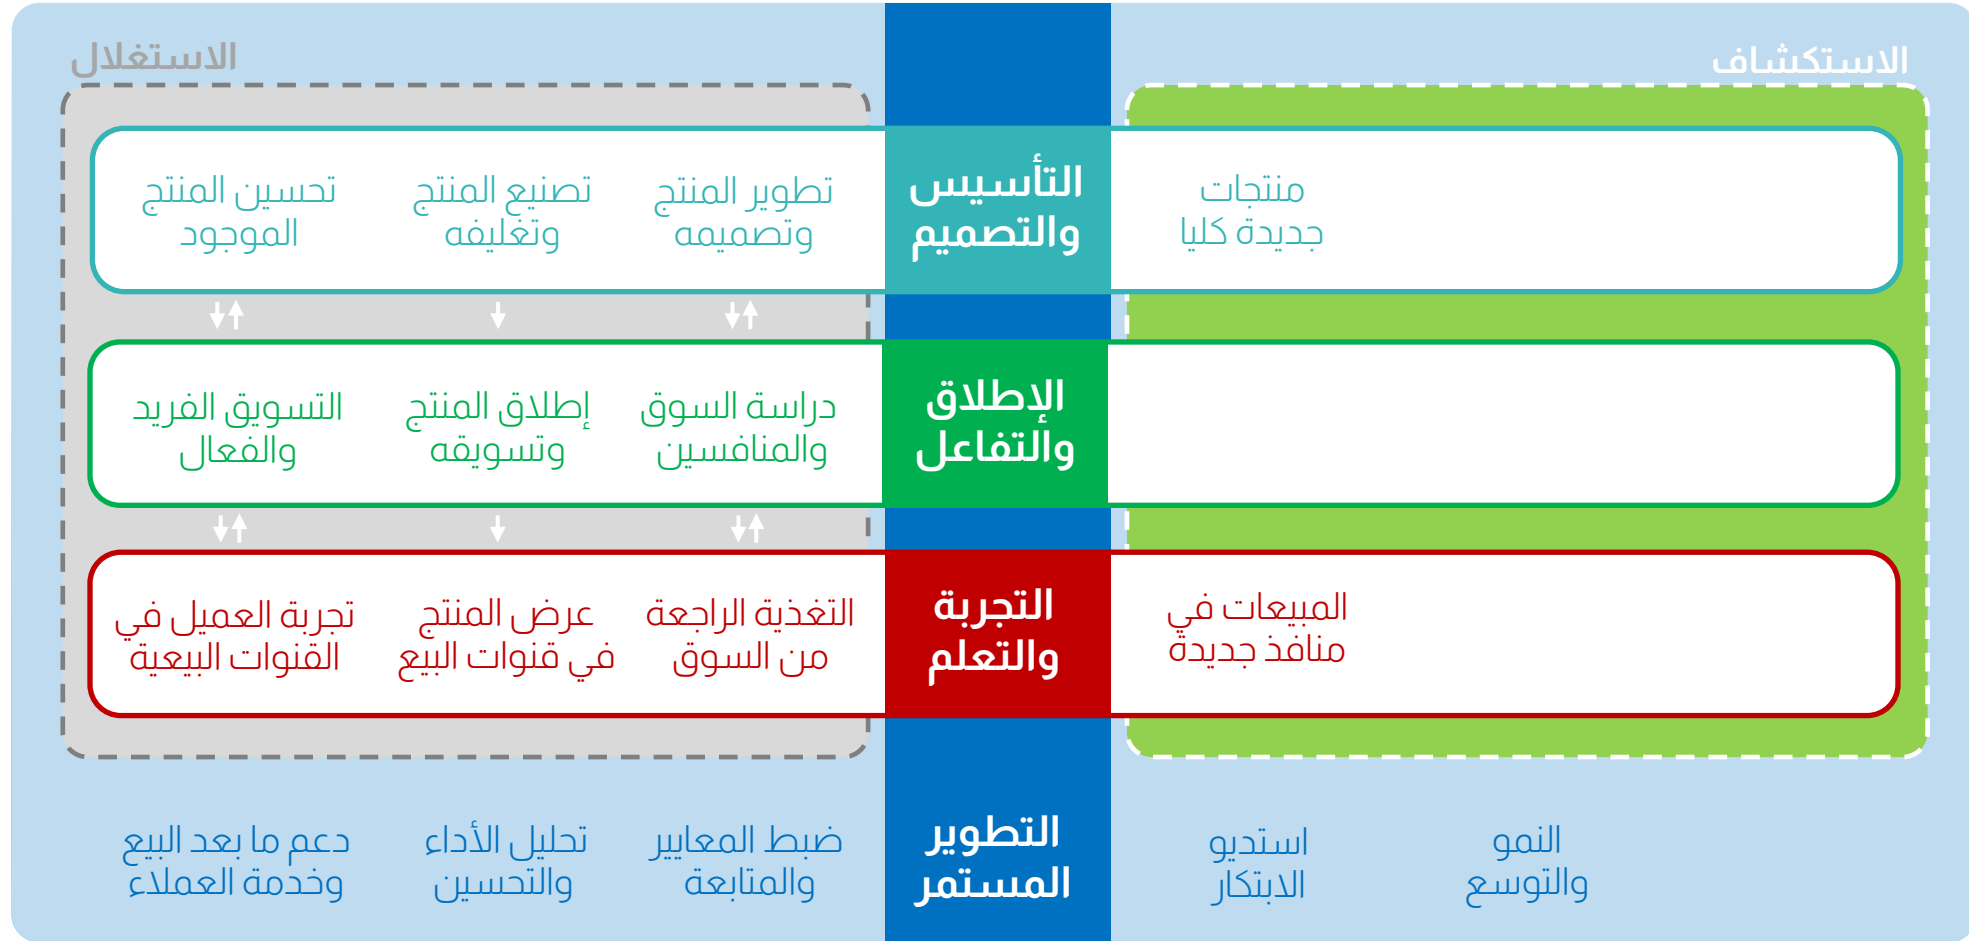 الاستكشاف
الاستغلال
منتجات
جديدة كليا
التأسيس
والتصميم
تطوير المنتج
وتصميمه
تصنيع المنتج
وتغليفه
تحسين المنتج
الموجود
الإطلاق
والتفاعل
دراسة السوق
والمنافسين
إطلاق المنتج
وتسويقه
التسويق الفريد
والفعال
المبيعات في
منافذ جديدة
التجربة
والتعلم
التغذية الراجعة
من السوق
عرض المنتج
في قنوات البيع
تجربة العميل في
القنوات البيعية
النمو
والتوسع
استديو
الابتكار
التطوير
المستمر
ضبط المعايير
والمتابعة
تحليل الأداء
والتحسين
دعم ما بعد البيع
وخدمة العملاء